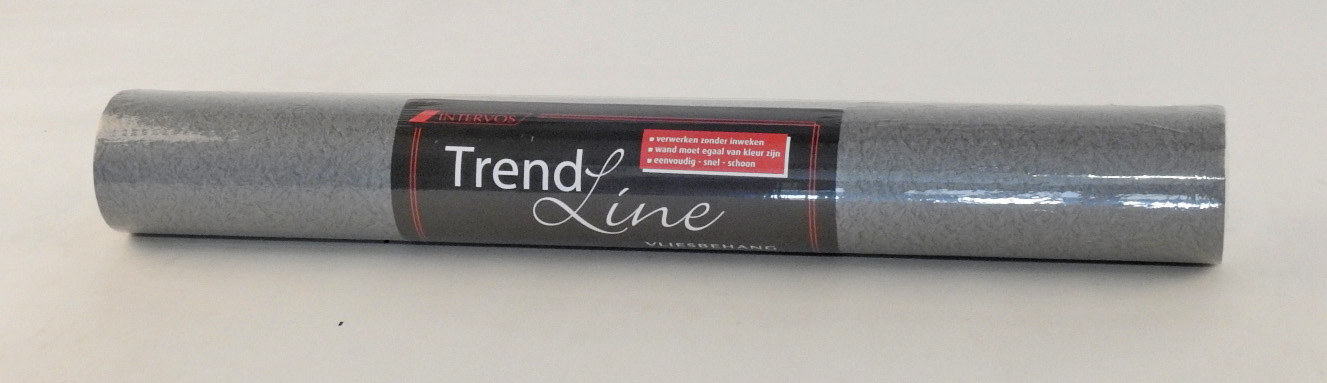 INTERVOS
▪ verwerken zonder inweken
▪ wand moet egaal van kleur zijn
▪ eenvoudig - snel - schoon
Trend
Line
VLIESBEHANG